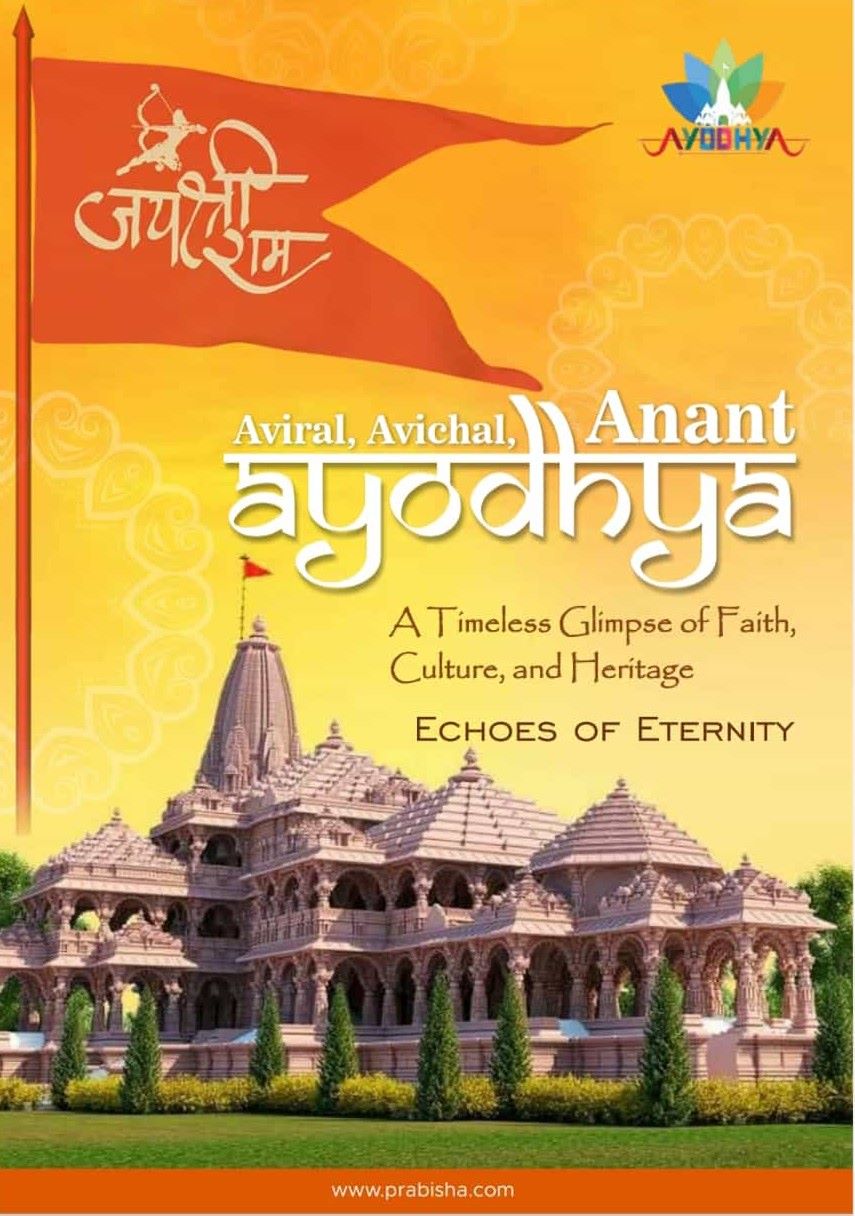 जय श्री
राम
AYODHYA
Aviral, Avichal, Anant
ayodhya
A Timeless Glimpse of Faith,
Culture, and Heritage
ECHOES OF ETERNITY
www.prabisha.com